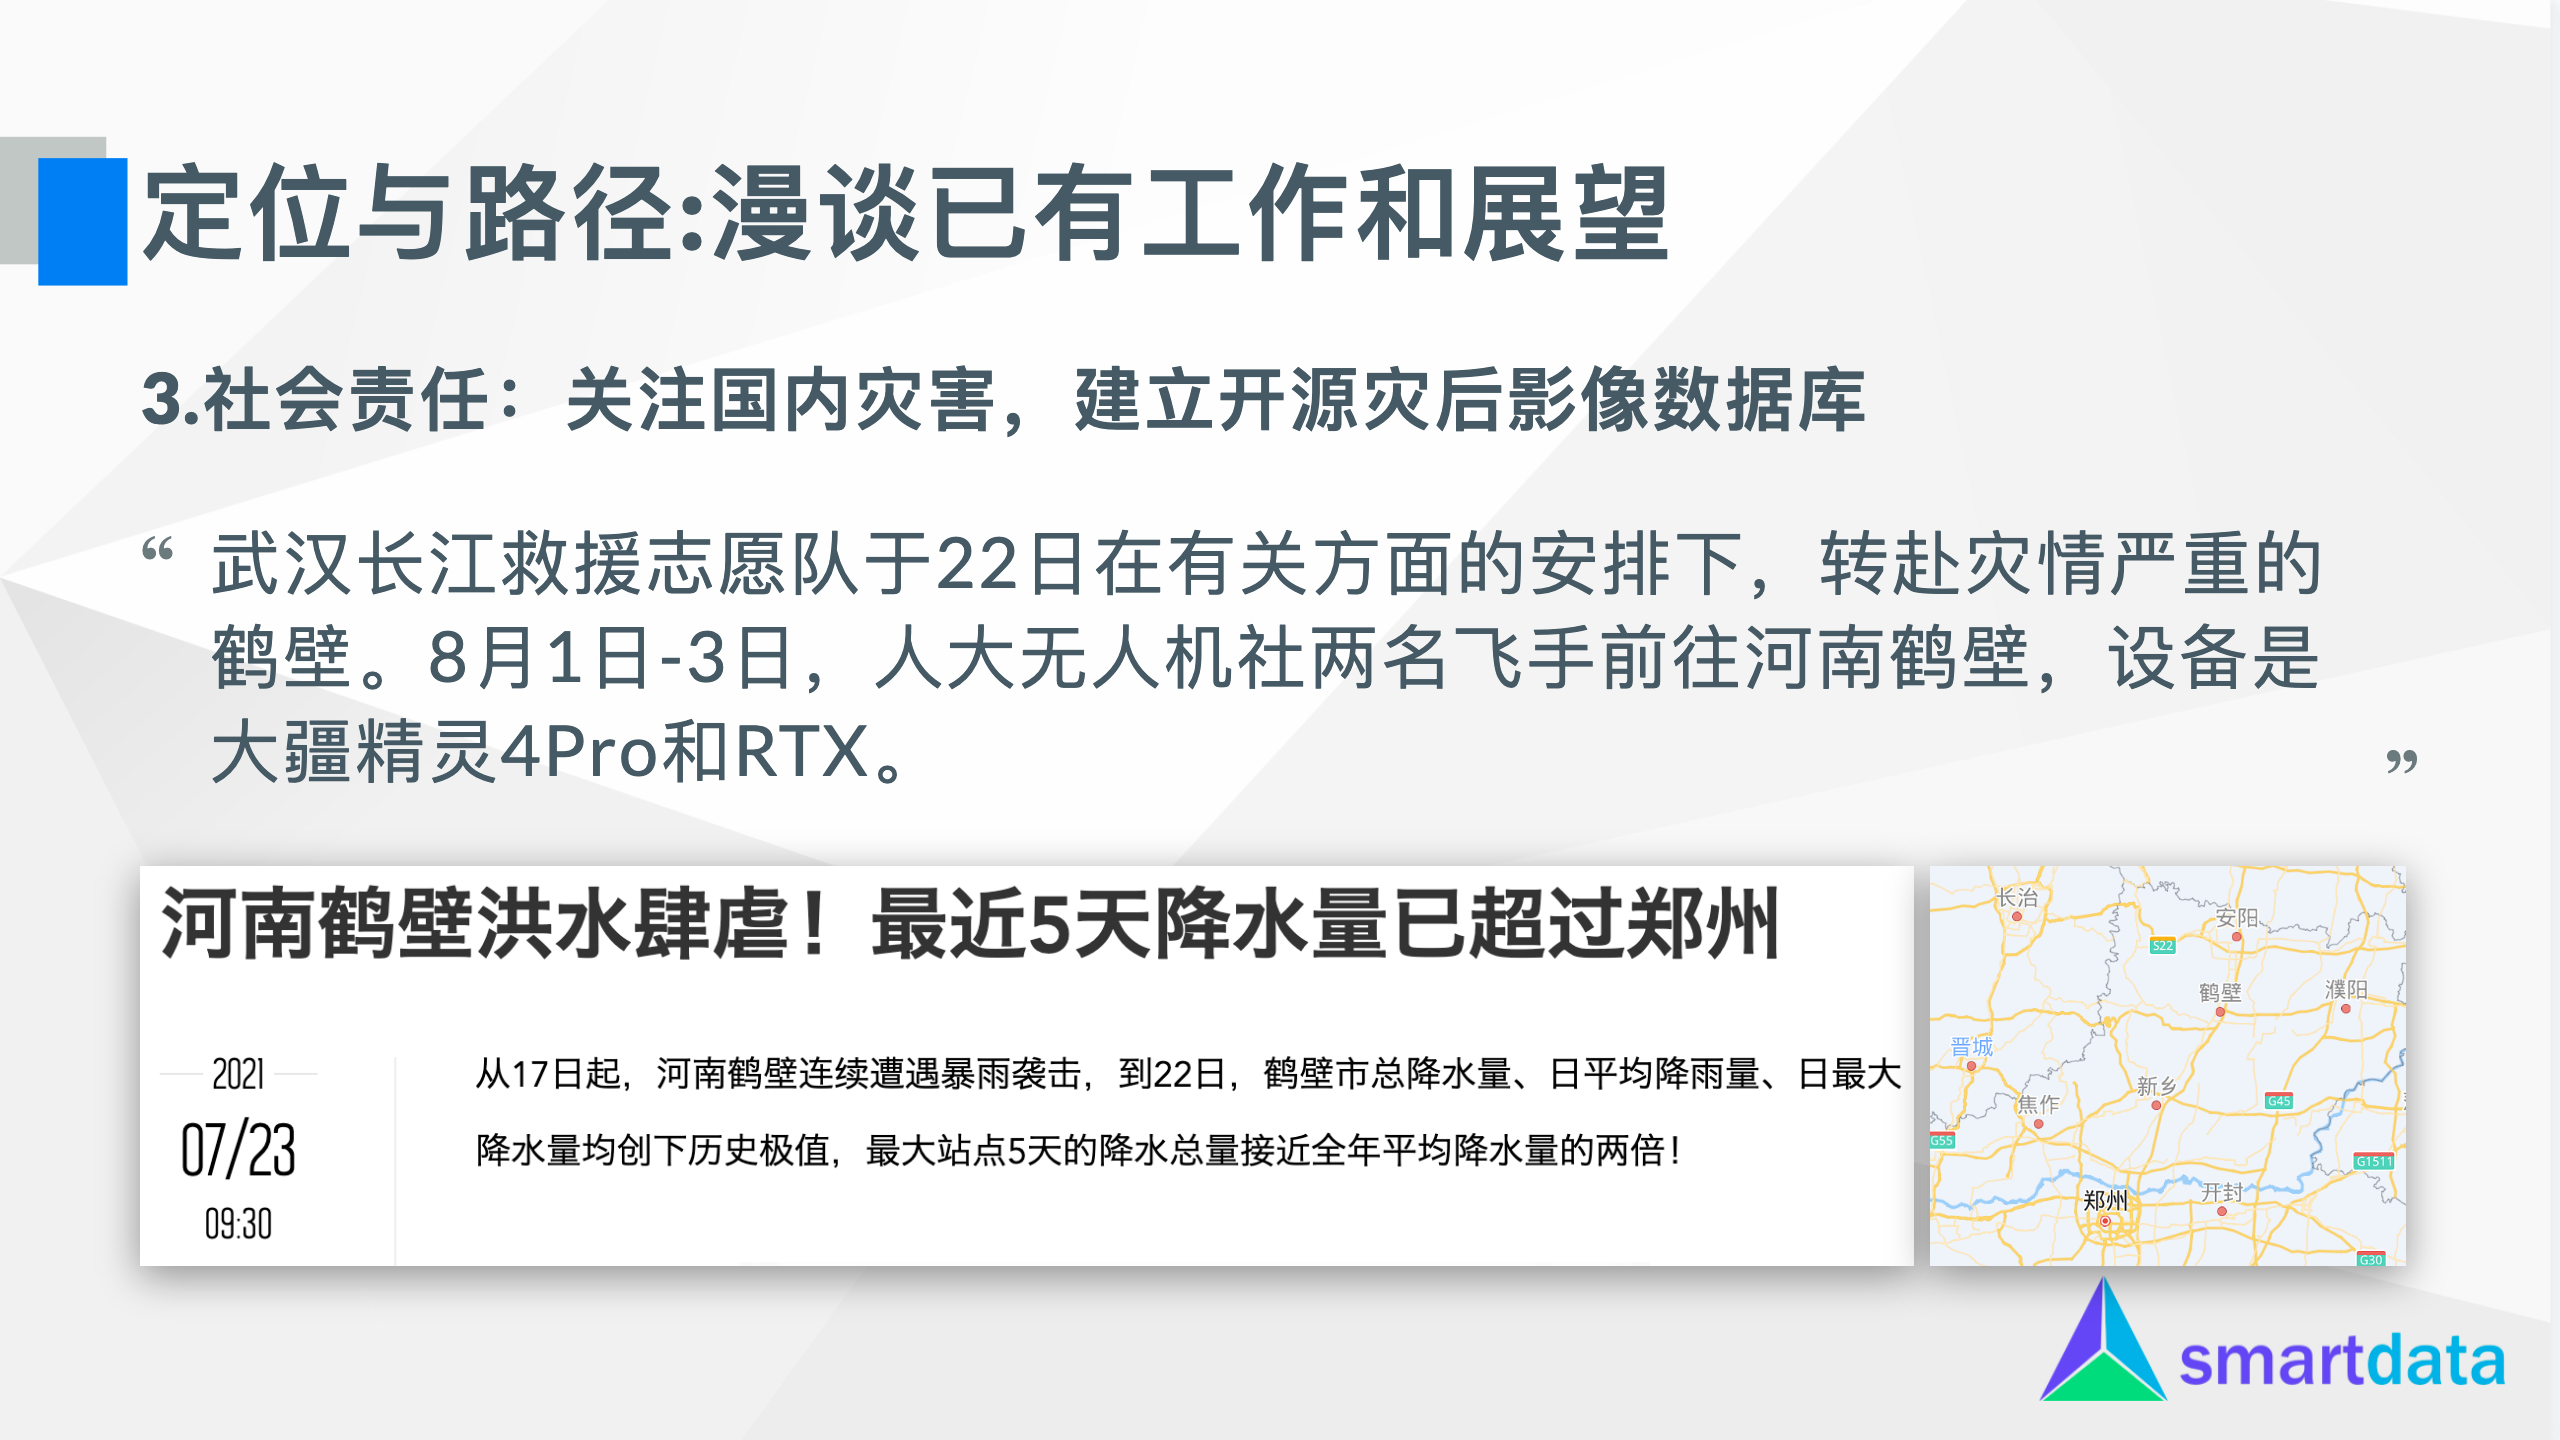 定位与路径:漫谈已有工作和展望
3.社会责任：关注国内灾害，建立开源灾后影像数据库
“ 武汉长江救援志愿队于22日在有关方面的安排下，转赴灾情严重的
鹤壁。8月1日-3日，人大无人机社两名飞手前往河南鹤壁，设备是
大疆精灵4Pro和RTX。 ”
河南鹤壁洪水肆虐！最近5天降水量已超过郑州
2021
07/23
09:30
从17日起，河南鹤壁连续遭遇暴雨袭击，到22日，鹤壁市总降水量、日平均降雨量、日最大
降水量均创下历史极值，最大站点5天的降水总量接近全年平均降水量的两倍！
长治
安阳
S22
鹤壁
濮阳
晋城
新乡
焦作
G45
G55
G1511
郑州
开封
G30
smartdata